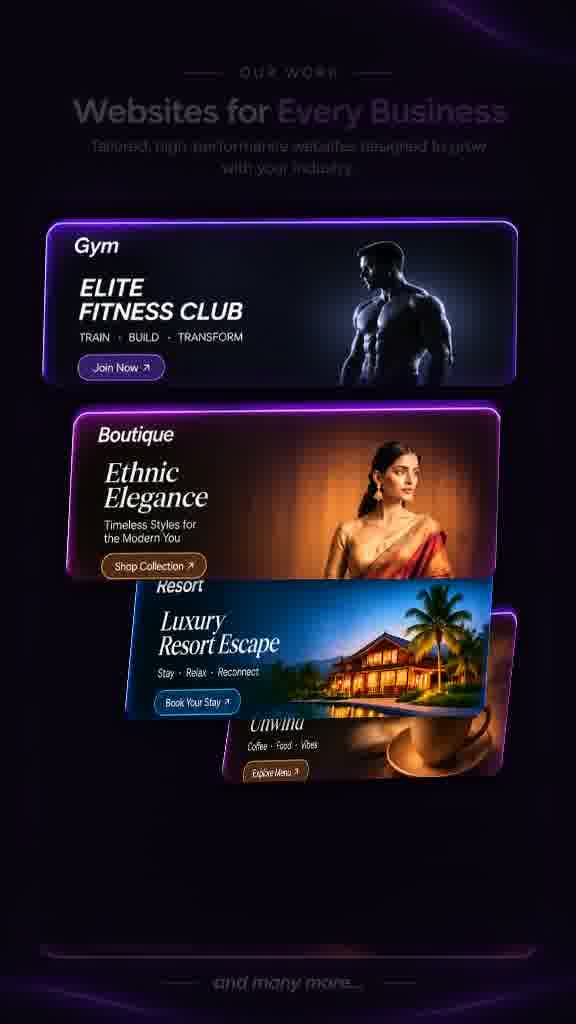 OUR WORK
Websites for Every Business
Tailored, high-performance websites designed to grow
with your industry.
Gym
ELITE
FITNESS CLUB
TRAIN · BUILD · TRANSFORM
Join Now ↗
Boutique
Ethnic
Elegance
Timeless Styles for
the Modern You
Shop Collection ↗
Resort
Luxury
Resort Escape
Stay · Relax · Reconnect
Book Your Stay ↗
Unwind
Coffee · Food · Vibes
Explore Menu ↗
and many more...